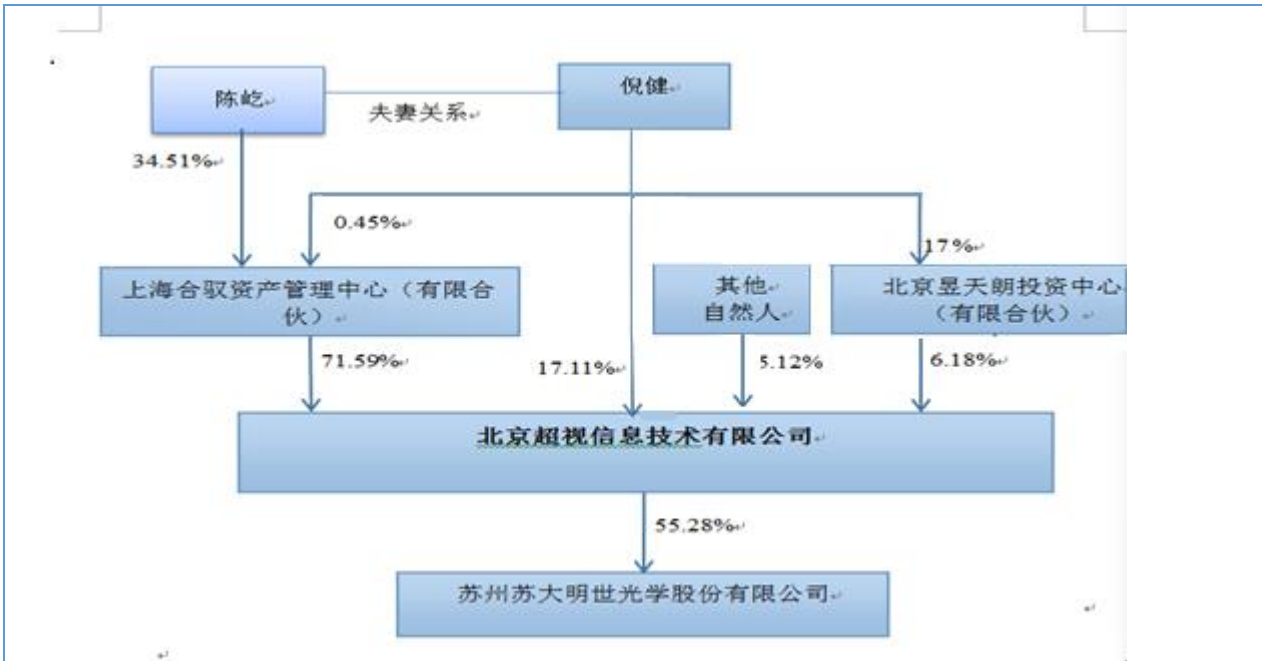 陈屹
倪健
夫妻关系
34.51%
0.45%
17%
上海合驭资产管理中心（有限合
伙）
其他
自然人
北京昱天朗投资中心
（有限合伙）
71.59%
17.11%
5.12%
6.18%
北京超视信息技术有限公司
55.28%
苏州苏大明世光学股份有限公司